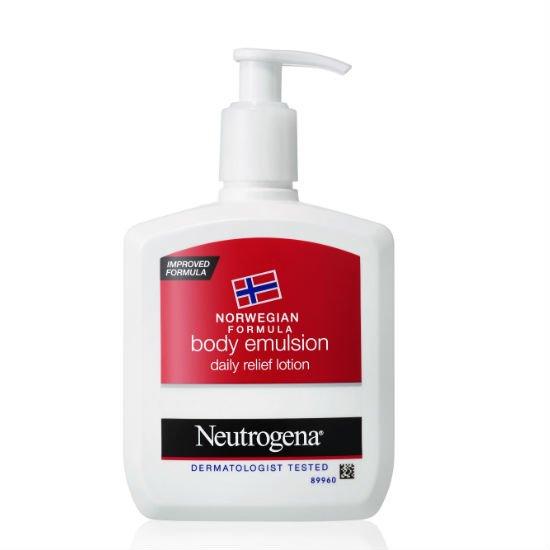 IMPROVED
FORMULA
NORWEGIAN
FORMULA
body emulsion
daily relief lotion
Neutrogena®
DERMATOLOGIST TESTED
89960